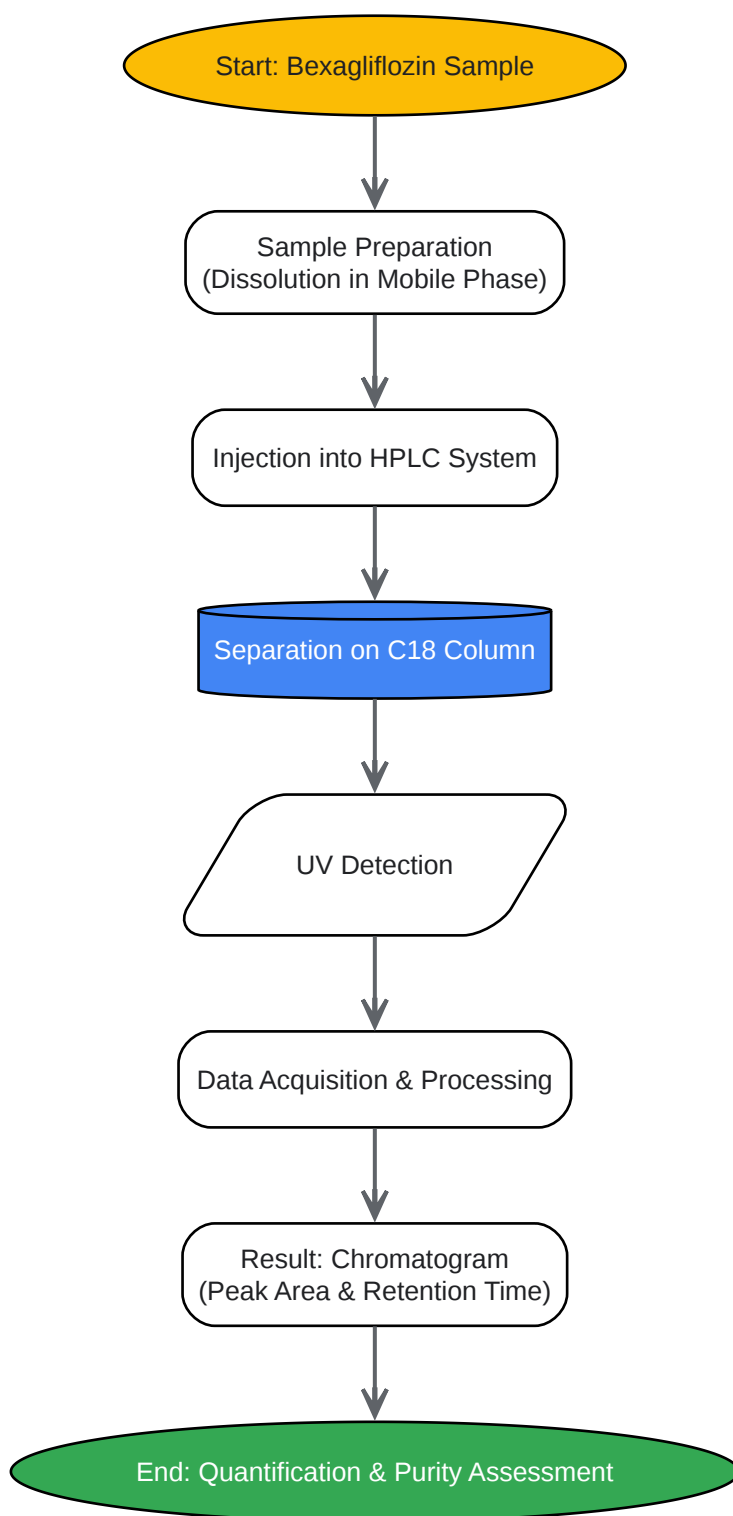 Start: Bexagliflozin Sample
Sample Preparation
(Dissolution in Mobile Phase)
Injection into HPLC System
Separation on C18 Column
UV Detection
Data Acquisition & Processing
Result: Chromatogram
(Peak Area & Retention Time)
End: Quantification & Purity Assessment